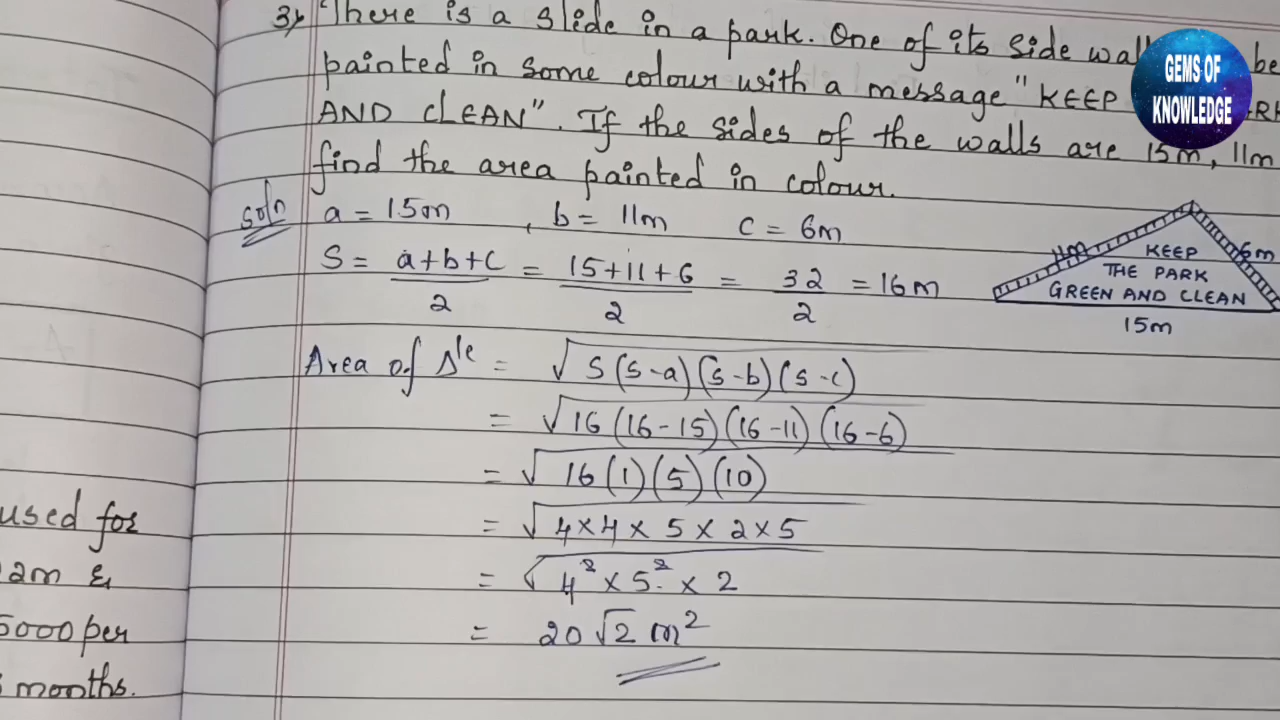 3) There is a slide in a park. One of its side wall be
painted in some colour with a message "KEEP
AND CLEAN". If the sides of the walls are 15m, 11m
find the area painted in colour.
Soln a = 15m , b = 11m c = 6m
S = a+b+c/2 = 15+11+6/2 = 32/2 = 16m
Area of Δle = √S(S-a)(S-b)(S-c)
= √16(16-15)(16-11)(16-6)
= √16(1)(5)(10)
= √4×4×5×2×5
= √4²×5²×2
= 20√2 m²
11m
6m
KEEP
THE PARK
GREEN AND CLEAN
15m
used for
2m &
5000 per
months.
GEMS OF
KNOWLEDGE